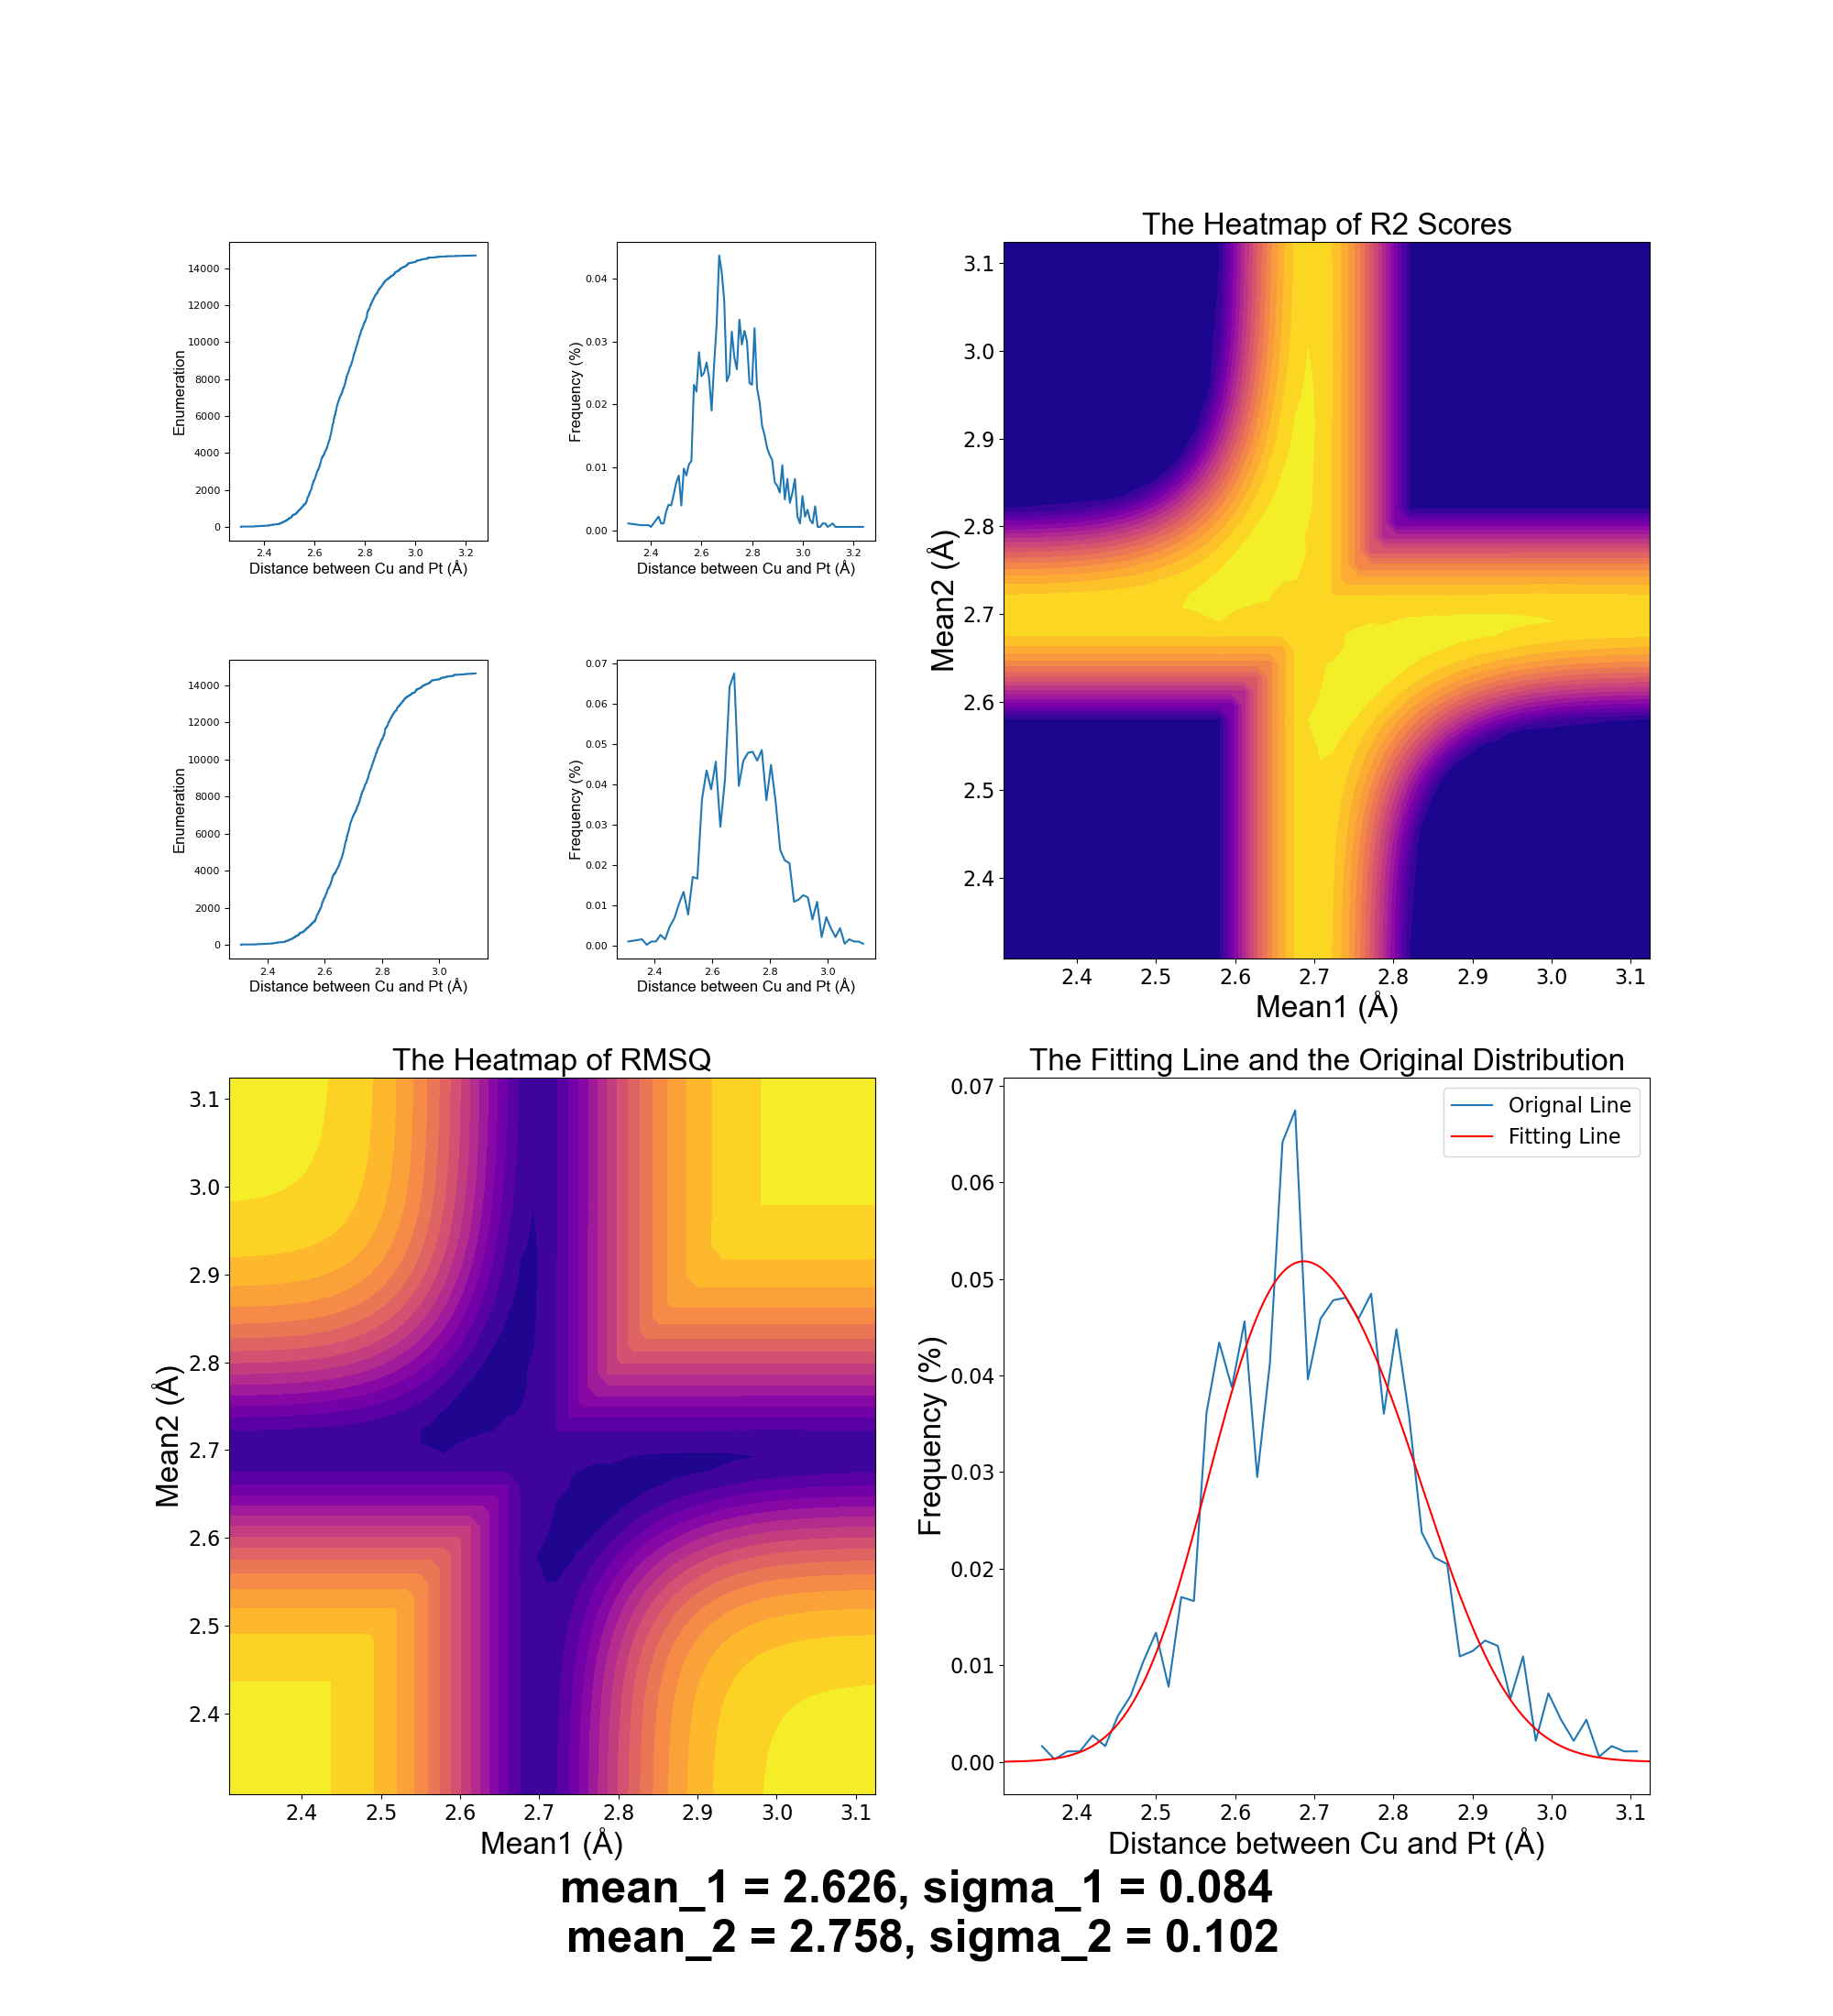 14000
12000
10000
8000
6000
4000
2000
0
Enumeration
2.4 2.6 2.8 3.0 3.2
Distance between Cu and Pt (Å)
0.04
0.03
0.02
0.01
0.00
Frequency (%)
2.4 2.6 2.8 3.0 3.2
Distance between Cu and Pt (Å)
The Heatmap of R2 Scores
3.1
3.0
2.9
2.8
2.7
2.6
2.5
2.4
Mean2 (Å)
2.4 2.5 2.6 2.7 2.8 2.9 3.0 3.1
Mean1 (Å)
14000
12000
10000
8000
6000
4000
2000
0
Enumeration
2.4 2.6 2.8 3.0
Distance between Cu and Pt (Å)
0.07
0.06
0.05
0.04
0.03
0.02
0.01
0.00
Frequency (%)
2.4 2.6 2.8 3.0
Distance between Cu and Pt (Å)
The Heatmap of RMSQ
3.1
3.0
2.9
2.8
2.7
2.6
2.5
2.4
Mean2 (Å)
2.4 2.5 2.6 2.7 2.8 2.9 3.0 3.1
Mean1 (Å)
The Fitting Line and the Original Distribution
Orignal Line
Fitting Line
0.07
0.06
0.05
0.04
0.03
0.02
0.01
0.00
Frequency (%)
2.4 2.5 2.6 2.7 2.8 2.9 3.0 3.1
Distance between Cu and Pt (Å)
mean_1 = 2.626, sigma_1 = 0.084
mean_2 = 2.758, sigma_2 = 0.102